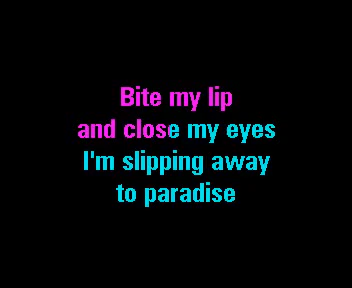 Bite my lip
and close my eyes
I'm slipping away
to paradise